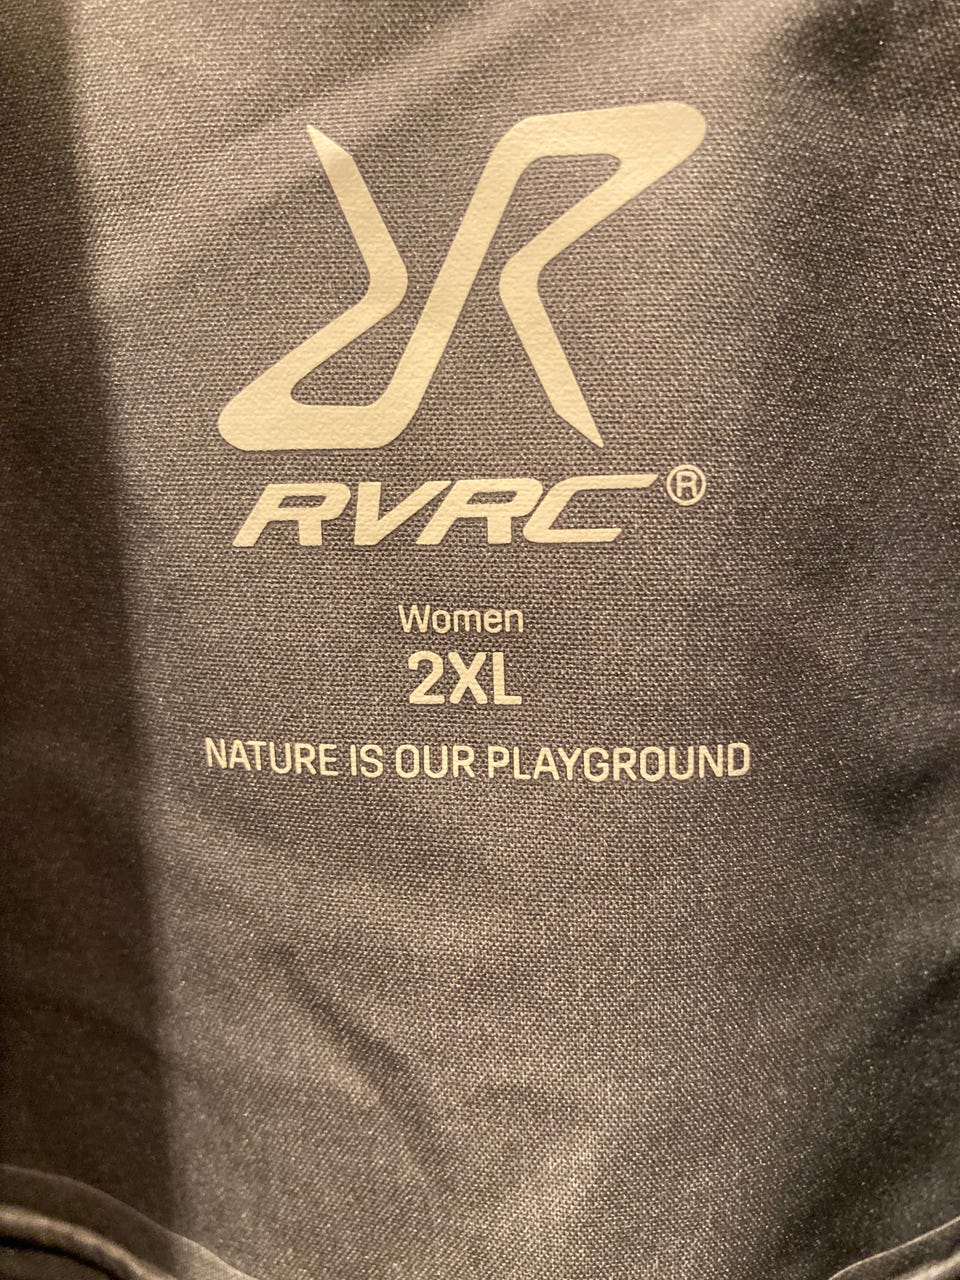 RVRC®
Women
2XL
NATURE IS OUR PLAYGROUND